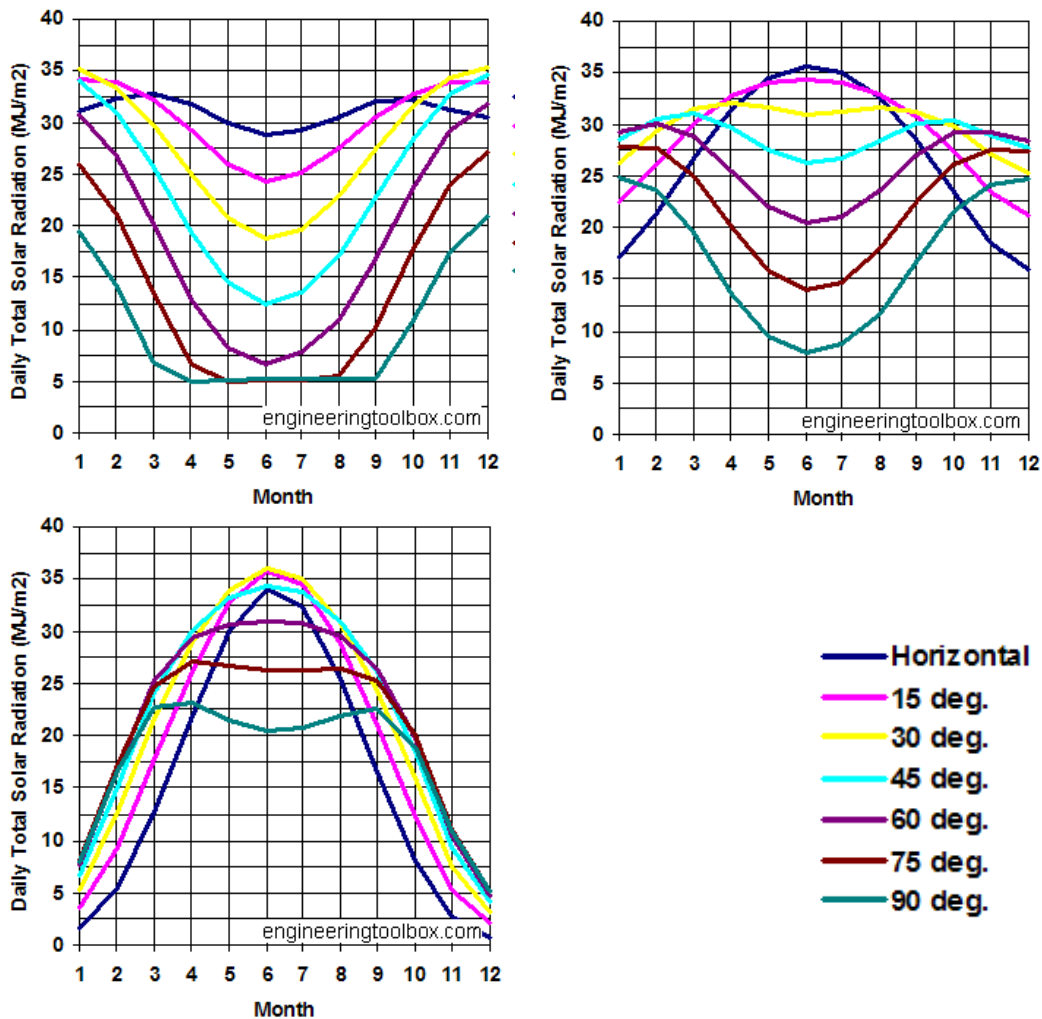 Daily Total Solar Radiation (MJ/m2)
40
35
30
25
20
15
10
5
0
engineeringtoolbox.com
1 2 3 4 5 6 7 8 9 10 11 12
Month
Daily Total Solar Radiation (MJ/m2)
40
35
30
25
20
15
10
5
0
engineeringtoolbox.com
1 2 3 4 5 6 7 8 9 10 11 12
Month
Daily Total Solar Radiation (MJ/m2)
40
35
30
25
20
15
10
5
0
engineeringtoolbox.com
1 2 3 4 5 6 7 8 9 10 11 12
Month
Horizontal
15 deg.
30 deg.
45 deg.
60 deg.
75 deg.
90 deg.